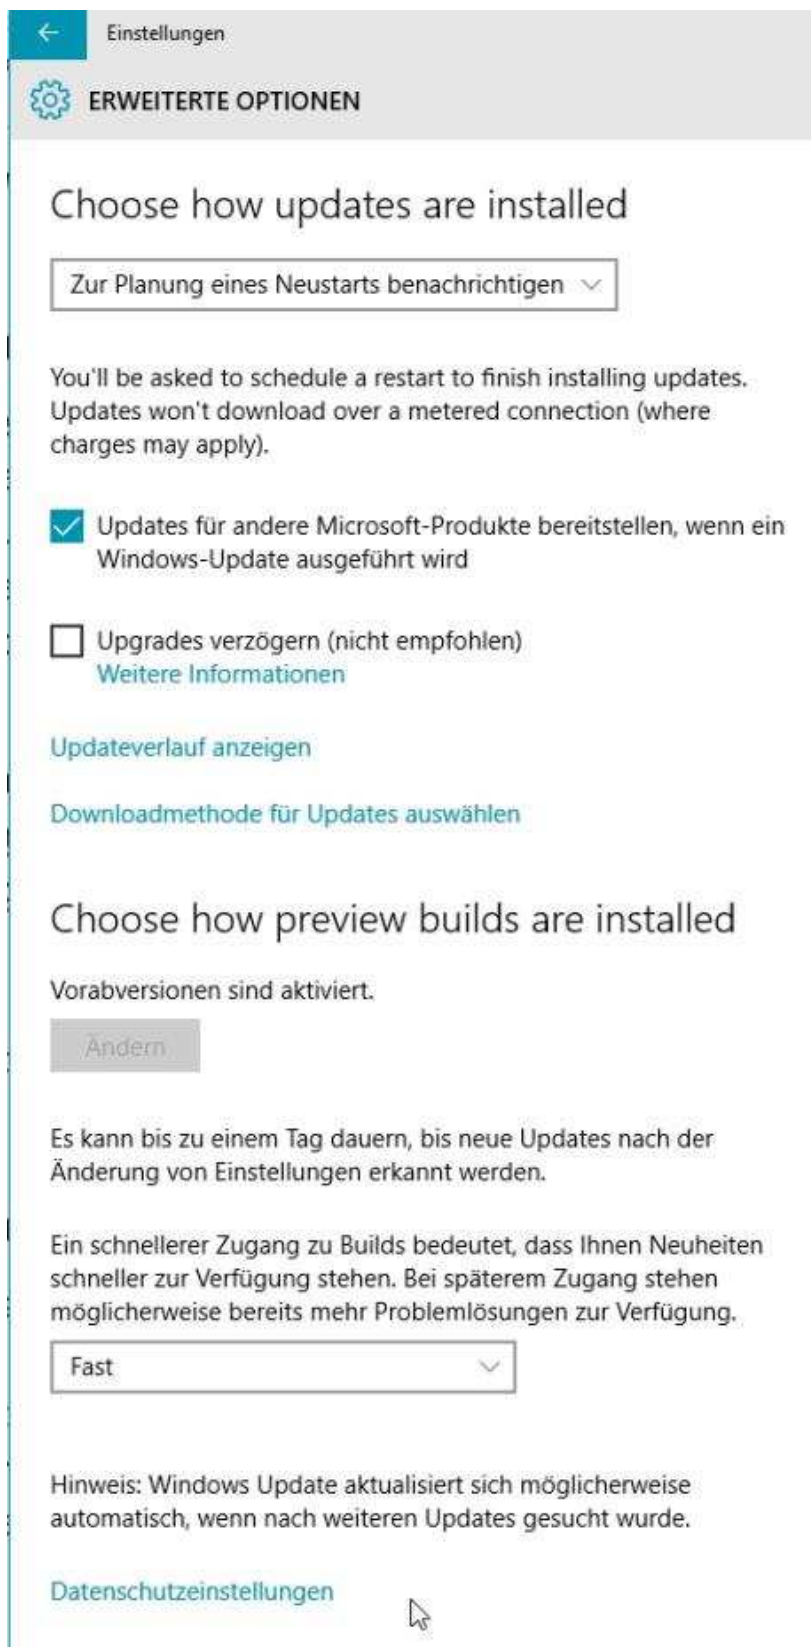 Einstellungen
ERWEITERTE OPTIONEN
Choose how updates are installed
Zur Planung eines Neustarts benachrichtigen
You'll be asked to schedule a restart to finish installing updates.
Updates won't download over a metered connection (where
charges may apply).
Updates für andere Microsoft-Produkte bereitstellen, wenn ein
Windows-Update ausgeführt wird
Upgrades verzögern (nicht empfohlen)
Weitere Informationen
Updateverlauf anzeigen
Downloadmethode für Updates auswählen
Choose how preview builds are installed
Vorabversionen sind aktiviert.
Ändern
Es kann bis zu einem Tag dauern, bis neue Updates nach der
Änderung von Einstellungen erkannt werden.
Ein schnellerer Zugang zu Builds bedeutet, dass Ihnen Neuheiten
schneller zur Verfügung stehen. Bei späterem Zugang stehen
möglicherweise bereits mehr Problemlösungen zur Verfügung.
Fast
Hinweis: Windows Update aktualisiert sich möglicherweise
automatisch, wenn nach weiteren Updates gesucht wurde.
Datenschutzeinstellungen